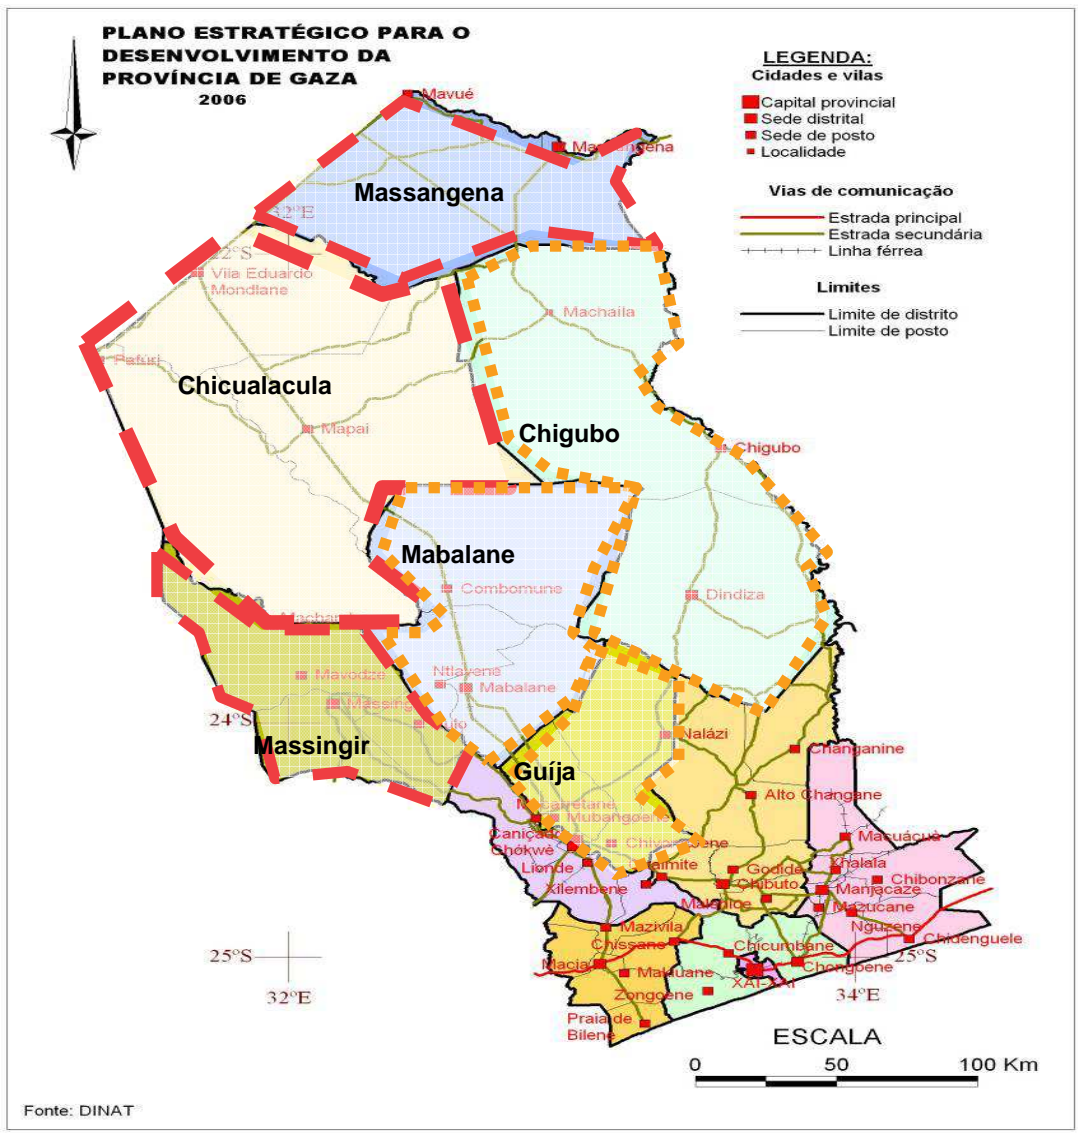 PLANO ESTRATÉGICO PARA O
DESENVOLVIMENTO DA
PROVÍNCIA DE GAZA
2006
LEGENDA:
Cidades e vilas
Capital provincial
Sede distrital
Sede de posto
Localidade
Vias de comunicação
Estrada principal
Estrada secundária
Linha férrea
Limites
Limite de distrito
Limite de posto
Mavué
Massangena
32°E
22°S
Vila Eduardo
Mondlane
Machaila
Pafuri
Chicualacula
Mapai
Chigubo
Chigubo
Mabalane
Combomune
Dindiza
Mavodze
Ntlavene
Mabalane
24°S
Massingir
Nalázi
Changanine
Guíja
Alto Changane
Mubangoene
Caniçado
Chókwè
Macuácuà
Lionde
Godide
Xhalala
Chibonzane
Xilembene
Chibuto
Manjacaze
Malehice
Mazucane
Nguzene
Mazivila
Chissano
Chicumbane
Chidenguele
25°S
Macia
Makluane
Chongoene
25°S
XAI-XAI
32°E
Zongoene
34°E
Praia de
Bilene
ESCALA
0 50 100 Km
Fonte: DINAT